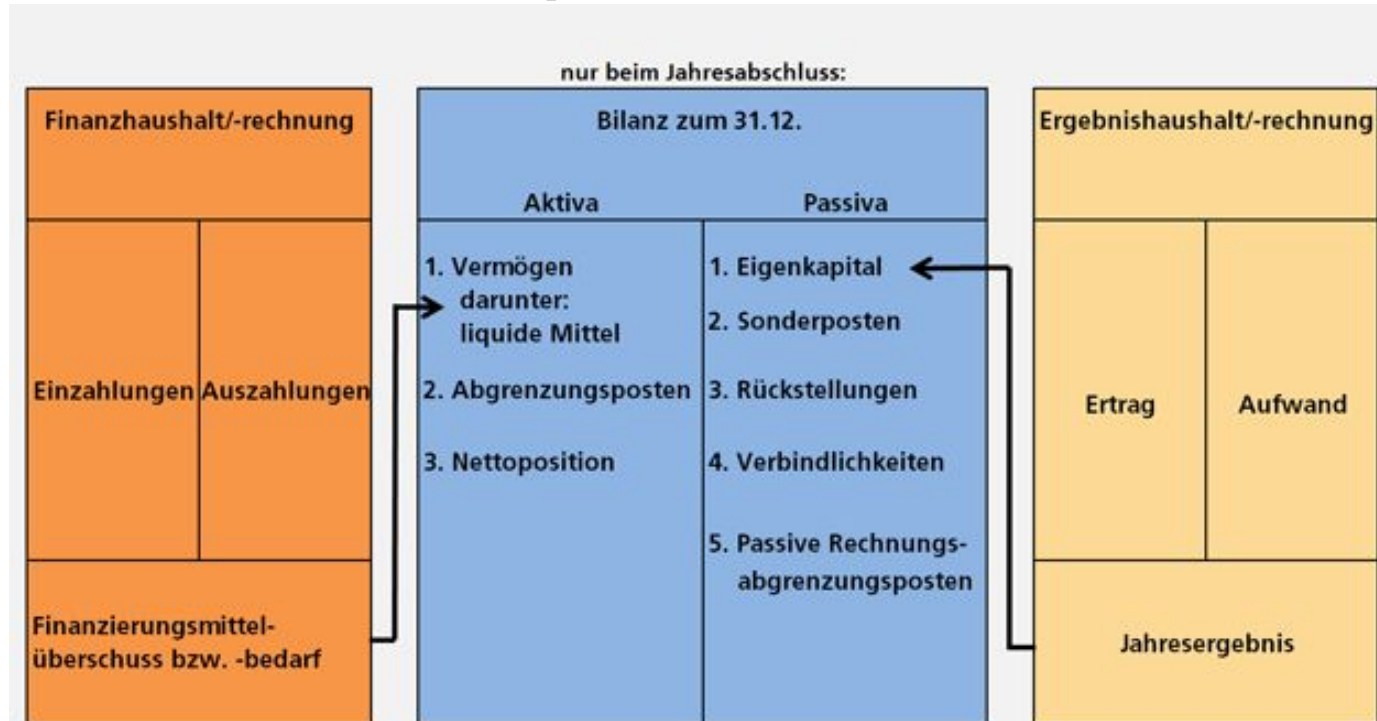 nur beim Jahresabschluss:
Finanzhaushalt/-rechnung
Einzahlungen
Auszahlungen
Finanzierungsmittel-
überschuss bzw. -bedarf
Bilanz zum 31.12.
Aktiva
1. Vermögen
darunter:
liquide Mittel
2. Abgrenzungsposten
3. Nettoposition
Passiva
1. Eigenkapital
2. Sonderposten
3. Rückstellungen
4. Verbindlichkeiten
5. Passive Rechnungs-
abgrenzungsposten
Ergebnishaushalt/-rechnung
Ertrag
Aufwand
Jahresergebnis